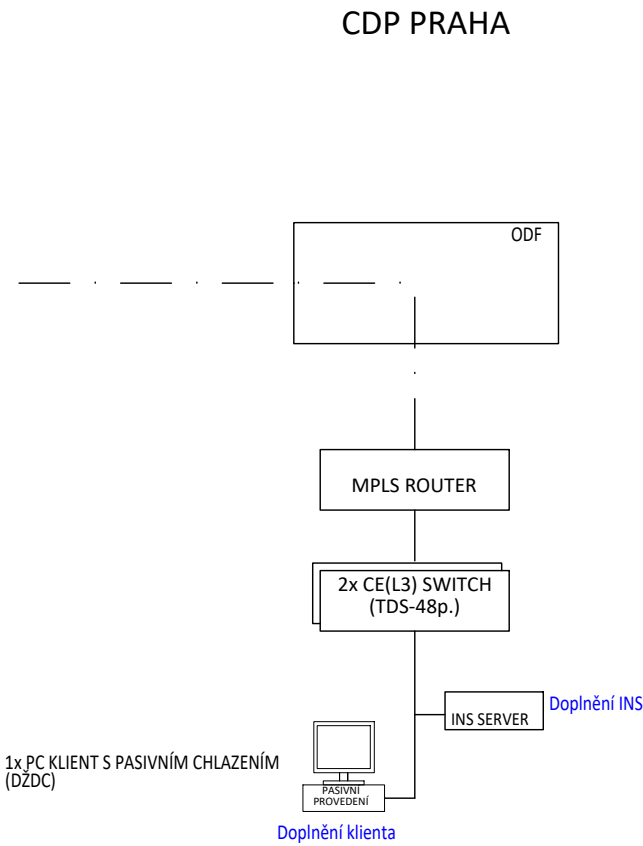 CDP PRAHA
ODF
MPLS ROUTER
2x CE(L3) SWITCH
(TDS-48p.)
Doplnění INS
INS SERVER
1x PC KLIENT S PASIVNÍM CHLAZENÍM
(DŽDC)
PASIVNÍ
PROVEDENÍ
Doplnění klienta